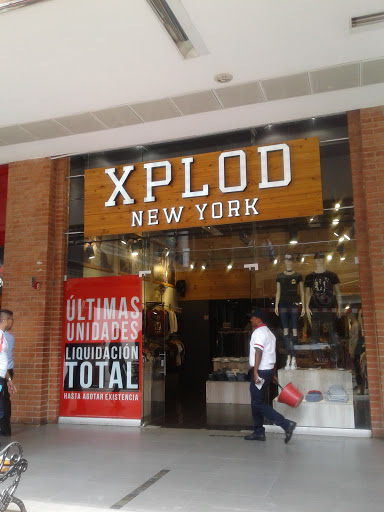 XPLOD
NEW YORK
ÚLTIMAS
UNIDADES
LIQUIDACIÓN
TOTAL
HASTA AGOTAR EXISTENCIA